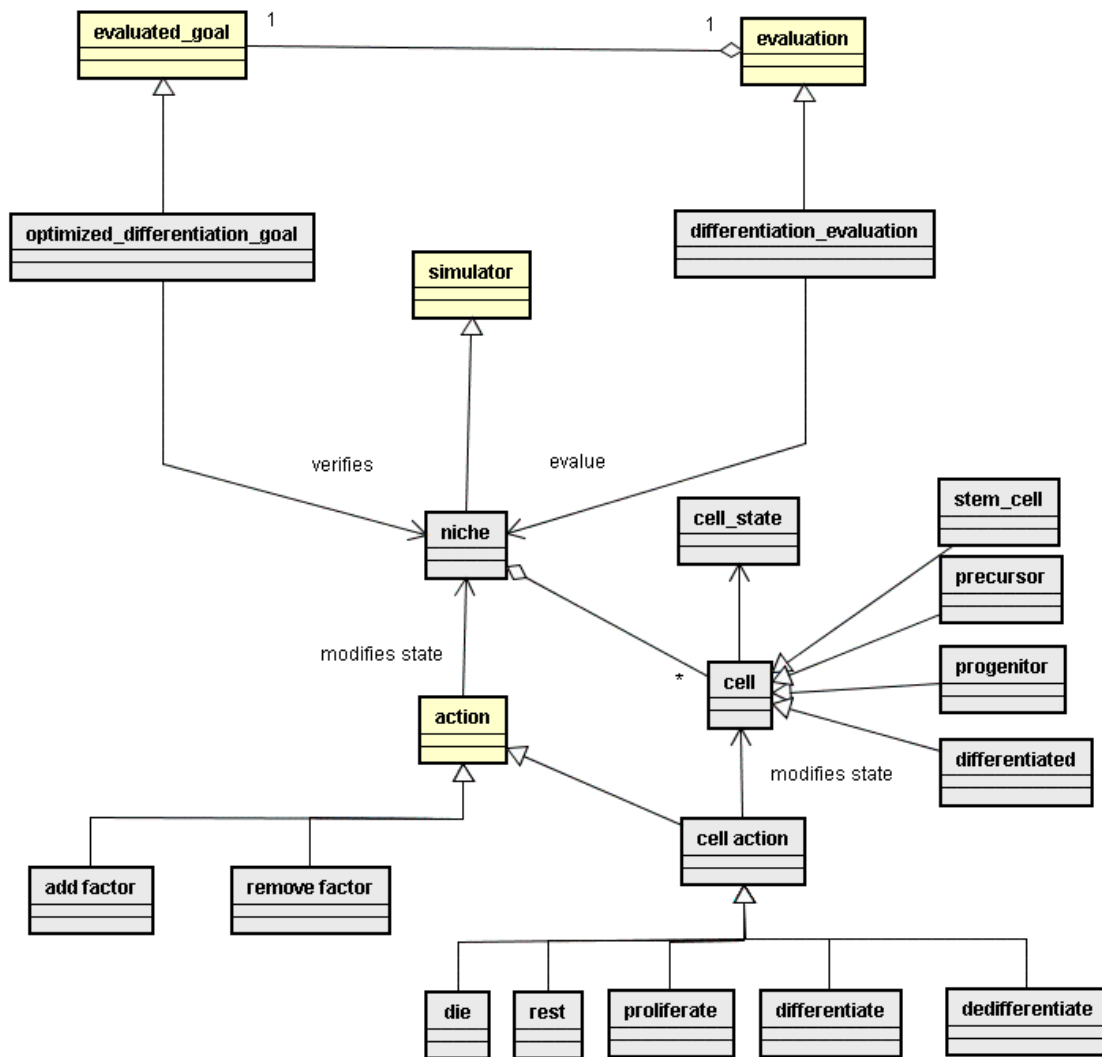 1
1
evaluated_goal
evaluation
optimized_differentiation_goal
differentiation_evaluation
simulator
verifies
evalue
stem_cell
niche
cell_state
precursor
modifies state
progenitor
*
cell
action
differentiated
modifies state
cell action
add factor
remove factor
die
rest
proliferate
differentiate
dedifferentiate